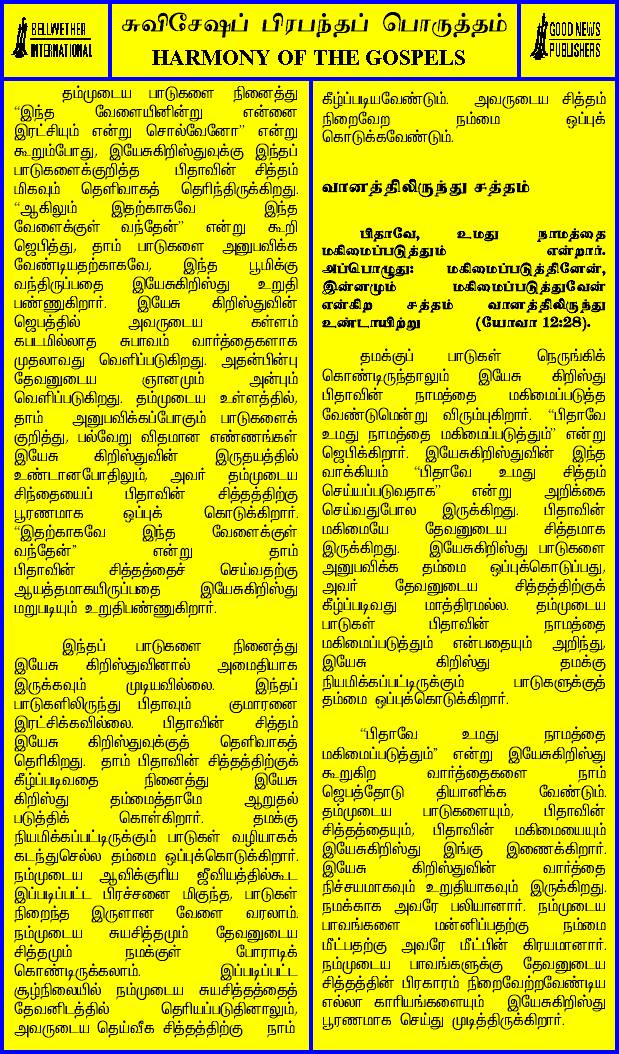 BELLWETHER
INTERNATIONAL
சுவிசேஷப் பிரபந்தப் பொருத்தம்
HARMONY OF THE GOSPELS
GOOD NEWS
PUBLISHERS
தம்முடைய பாடுகளை நினைத்து
“இந்த வேளையினின்று என்னை
இரட்சியும் என்று சொல்வேனோ” என்று
கூறும்போது, இயேசுகிறிஸ்துவுக்கு இந்தப்
பாடுகளைக்குறித்த பிதாவின் சித்தம்
மிகவும் தெளிவாகத் தெரிந்திருக்கிறது.
“ஆகிலும் இதற்காகவே இந்த
வேளைக்குள் வந்தேன்” என்று கூறி
ஜெபித்து, தாம் பாடுகளை அனுபவிக்க
வேண்டியதற்காகவே, இந்த பூமிக்கு
வந்திருப்பதை இயேசுகிறிஸ்து உறுதி
பண்ணுகிறார். இயேசு கிறிஸ்துவின்
ஜெபத்தில் அவருடைய கள்ளம்
கபடமில்லாத சுபாவம் வார்த்தைகளாக
முதலாவது வெளிப்படுகிறது. அதன்பின்பு
தேவனுடைய ஞானமும் அன்பும்
வெளிப்படுகிறது. தம்முடைய உள்ளத்தில்,
தாம் அனுபவிக்கப்போகும் பாடுகளைக்
குறித்து, பல்வேறு விதமான எண்ணங்கள்
இயேசு கிறிஸ்துவின் இருதயத்தில்
உண்டானபோதிலும், அவர் தம்முடைய
சிந்தையைப் பிதாவின் சித்தத்திற்கு
பூரணமாக ஒப்புக் கொடுக்கிறார்.
“இதற்காகவே இந்த வேளைக்குள்
வந்தேன்” என்று தாம்
பிதாவின் சித்தத்தைச் செய்வதற்கு
ஆயத்தமாகயிருப்பதை இயேசுகிறிஸ்து
மறுபடியும் உறுதிபண்ணுகிறார்.
இந்தப் பாடுகளை நினைத்து
இயேசு கிறிஸ்துவினால் அமைதியாக
இருக்கவும் முடியவில்லை. இந்தப்
பாடுகளிலிருந்து பிதாவும் குமாரனை
இரட்சிக்கவில்லை. பிதாவின் சித்தம்
இயேசு கிறிஸ்துவுக்குத் தெளிவாகத்
தெரிகிறது. தாம் பிதாவின் சித்தத்திற்குக்
கீழ்ப்படிவதை நினைத்து இயேசு
கிறிஸ்து தம்மைத்தாமே ஆறுதல்
படுத்திக் கொள்கிறார். தமக்கு
நியமிக்கப்பட்டிருக்கும் பாடுகள் வழியாகக்
கடந்துசெல்ல தம்மை ஒப்புக்கொடுக்கிறார்.
நம்முடைய ஆவிக்குரிய ஜீவியத்தில்கூட
இப்படிப்பட்ட பிரச்சனை மிகுந்த, பாடுகள்
நிறைந்த இருளான வேளை வரலாம்.
நம்முடைய சுயசித்தமும் தேவனுடைய
சித்தமும் நமக்குள் போராடிக்
கொண்டிருக்கலாம். இப்படிப்பட்ட
சூழ்நிலையில் நம்முடைய சுயசித்தத்தைத்
தேவனிடத்தில் தெரியப்படுதினாலும்,
அவருடைய தெய்வீக சித்தத்திற்கு நாம்
கீழ்ப்படியவேண்டும். அவருடைய சித்தம்
நிறைவேற நம்மை ஒப்புக்
கொடுக்கவேண்டும்.
வானத்திலிருந்து சத்தம்
பிதாவே, உமது நாமத்தை
மகிமைப்படுத்தும் என்றார்.
அப்பொழுது: மகிமைப்படுத்தினேன்,
இன்னமும் மகிமைப்படுத்துவேன்
என்கிற சத்தம் வானத்திலிருந்து
உண்டாயிற்று (யோவா 12:28).
தமக்குப் பாடுகள் நெருங்கிக்
கொண்டிருந்தாலும் இயேசு கிறிஸ்து
பிதாவின் நாமத்தை மகிமைப்படுத்த
வேண்டுமென்று விரும்புகிறார். “பிதாவே
உமது நாமத்தை மகிமைப்படுத்தும்” என்று
ஜெபிக்கிறார். இயேசுகிறிஸ்துவின் இந்த
வாக்கியம் “பிதாவே உமது சித்தம்
செய்யப்படுவதாக” என்று அறிக்கை
செய்வதுபோல இருக்கிறது. பிதாவின்
மகிமையே தேவனுடைய சித்தமாக
இருக்கிறது. இயேசுகிறிஸ்து பாடுகளை
அனுபவிக்க தம்மை ஒப்புக்கொடுப்பது,
அவர் தேவனுடைய சித்தத்திற்குக்
கீழ்ப்படிவது மாத்திரமல்ல. தம்முடைய
பாடுகள் பிதாவின் நாமத்தை
மகிமைப்படுத்தும் என்பதையும் அறிந்து,
இயேசு கிறிஸ்து தமக்கு
நியமிக்கப்பட்டிருக்கும் பாடுகளுக்குத்
தம்மை ஒப்புக்கொடுக்கிறார்.
“பிதாவே உமது நாமத்தை
மகிமைப்படுத்தும்” என்று இயேசுகிறிஸ்து
கூறுகிற வார்த்தைகளை நாம்
ஜெபத்தோடு தியானிக்க வேண்டும்.
தம்முடைய பாடுகளையும், பிதாவின்
சித்தத்தையும், பிதாவின் மகிமையையும்
இயேசுகிறிஸ்து இங்கு இணைக்கிறார்.
இயேசு கிறிஸ்துவின் வார்த்தை
நிச்சயமாகவும் உறுதியாகவும் இருக்கிறது.
நமக்காக அவரே பலியானார். நம்முடைய
பாவங்களை மன்னிப்பதற்கு நம்மை
மீட்பதற்கு அவரே மீட்பின் கிரயமானார்.
நம்முடைய பாவங்களுக்கு தேவனுடைய
சித்தத்தின் பிரகாரம் நிறைவேற்றவேண்டிய
எல்லா காரியங்களையும் இயேசுகிறிஸ்து
பூரணமாக செய்து முடித்திருக்கிறார்.